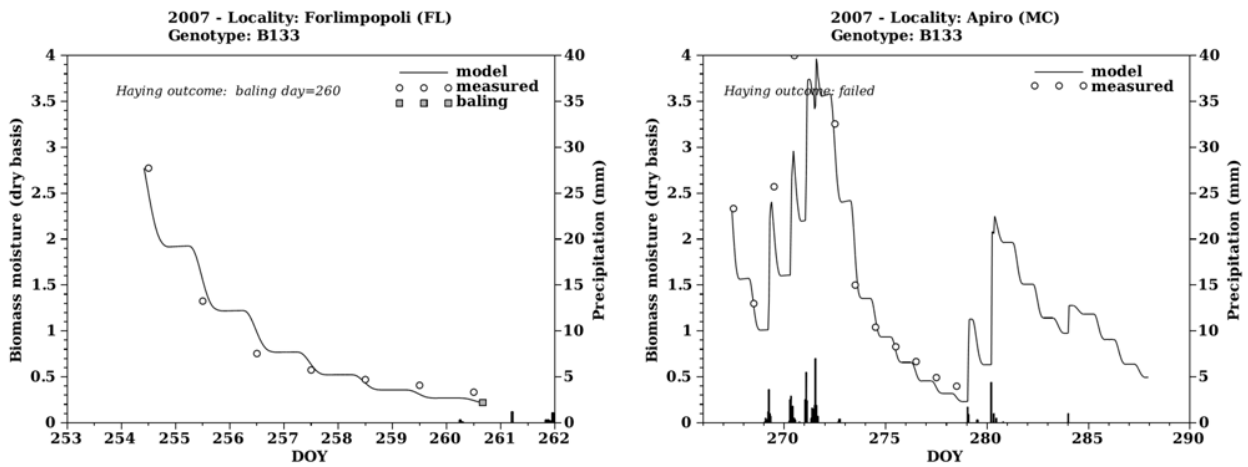 2007 - Locality: Forlimpopoli (FL)
Genotype: B133
Haying outcome: baling day=260
model
measured
baling
Biomass moisture (dry basis)
4
3.5
3
2.5
2
1.5
1
0.5
0
40
35
30
25
20
15
10
5
0
Precipitation (mm)
253 254 255 256 257 258 259 260 261 262
DOY
2007 - Locality: Apiro (MC)
Genotype: B133
Haying outcome: failed
model
measured
Biomass moisture (dry basis)
4
3.5
3
2.5
2
1.5
1
0.5
0
40
35
30
25
20
15
10
5
0
Precipitation (mm)
270 275 280 285 290
DOY